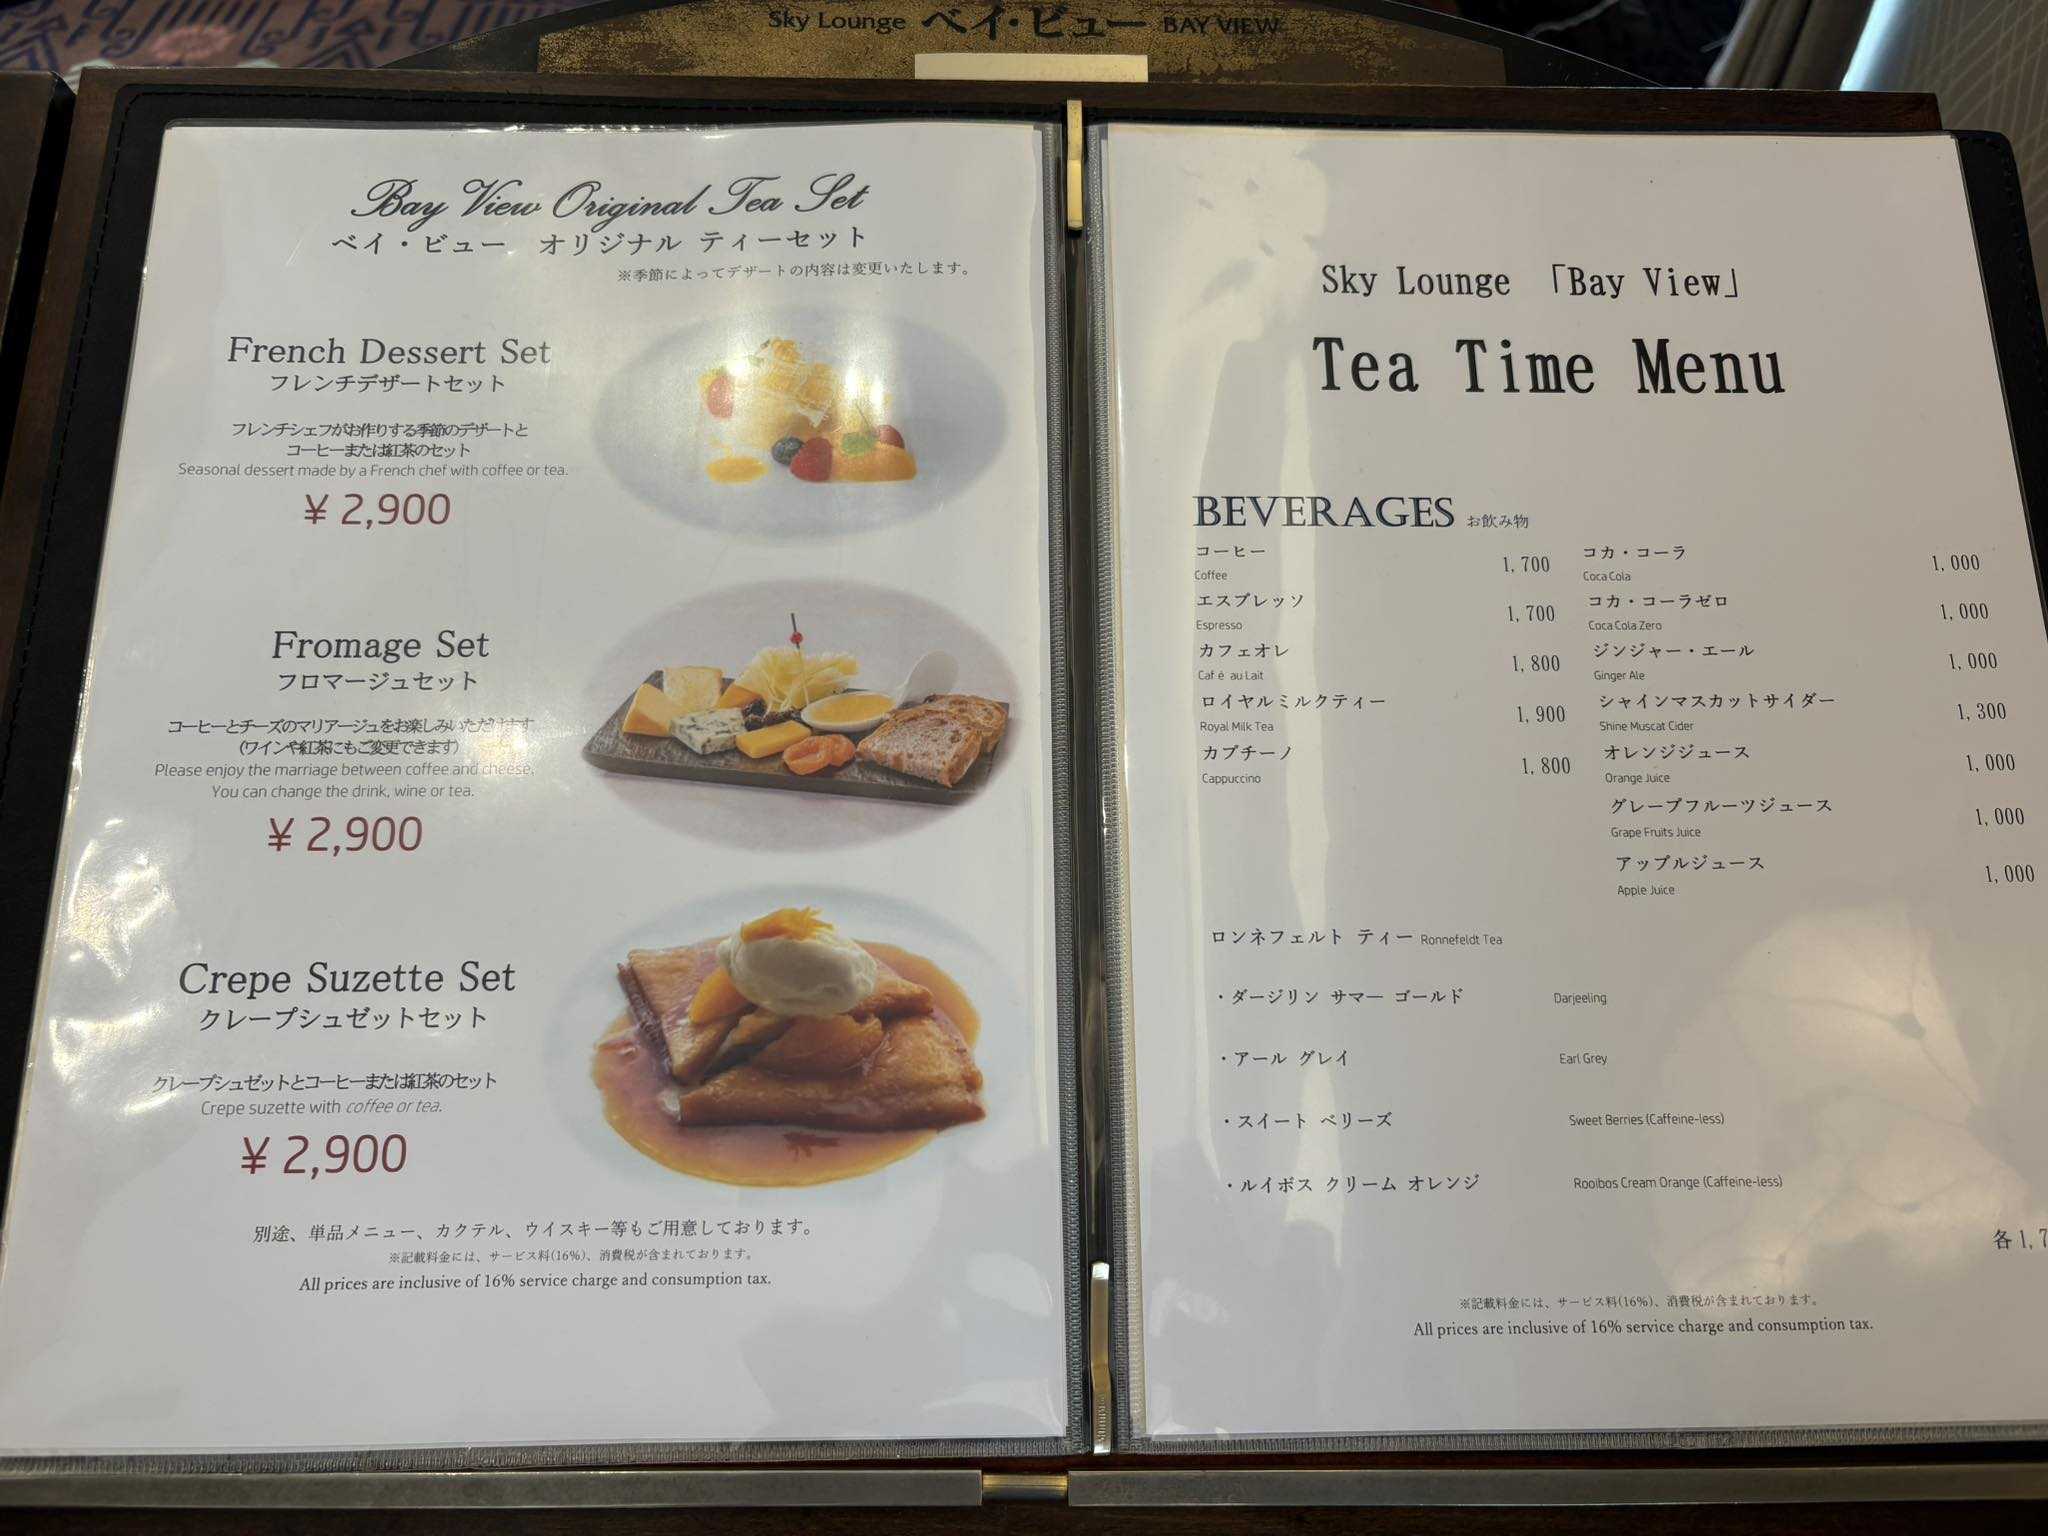 Sky Lounge ベイ・ビュー BAY VIEW
Bay View Original Tea Set
ベイ・ビュー オリジナル ティーセット
※季節によってデザートの内容は変更いたします。
French Dessert Set
フレンチデザートセット
フレンチシェフがお作りする季節のデザートと
コーヒーまたは紅茶のセット
Seasonal dessert made by a French chef with coffee or tea.
¥ 2,900
Fromage Set
フロマージュセット
コーヒーとチーズのマリアージュをお楽しみいただけます
(ワインや紅茶にもご変更できます)
Please enjoy the marriage between coffee and cheese.
You can change the drink, wine or tea.
¥ 2,900
Crepe Suzette Set
クレープシュゼットセット
クレープシュゼットとコーヒーまたは紅茶のセット
Crepe suzette with coffee or tea.
¥ 2,900
別途、単品メニュー、カクテル、ウイスキー等もご用意しております。
※記載料金には、サービス料(16%)、消費税が含まれております。
All prices are inclusive of 16% service charge and consumption tax.
Sky Lounge 「Bay View」
Tea Time Menu
BEVERAGES お飲み物
コーヒー 1,700
Coffee
エスプレッソ 1,700
Espresso
カフェオレ 1,800
Café au Lait
ロイヤルミルクティー 1,900
Royal Milk Tea
カプチーノ 1,800
Cappuccino
コカ・コーラ 1,000
Coca Cola
コカ・コーラゼロ 1,000
Coca Cola Zero
ジンジャー・エール 1,000
Ginger Ale
シャインマスカットサイダー 1,300
Shine Muscat Cider
オレンジジュース 1,000
Orange Juice
グレープフルーツジュース 1,000
Grape Fruits Juice
アップルジュース 1,000
Apple Juice
ロンネフェルト ティー Ronnefeldt Tea
・ダージリン サマー ゴールド Darjeeling
・アール グレイ Earl Grey
・スイート ベリーズ Sweet Berries (Caffeine-less)
・ルイボス クリーム オレンジ Rooibos Cream Orange (Caffeine-less)
各 1,7
※記載料金には、サービス料(16%)、消費税が含まれております。
All prices are inclusive of 16% service charge and consumption tax.